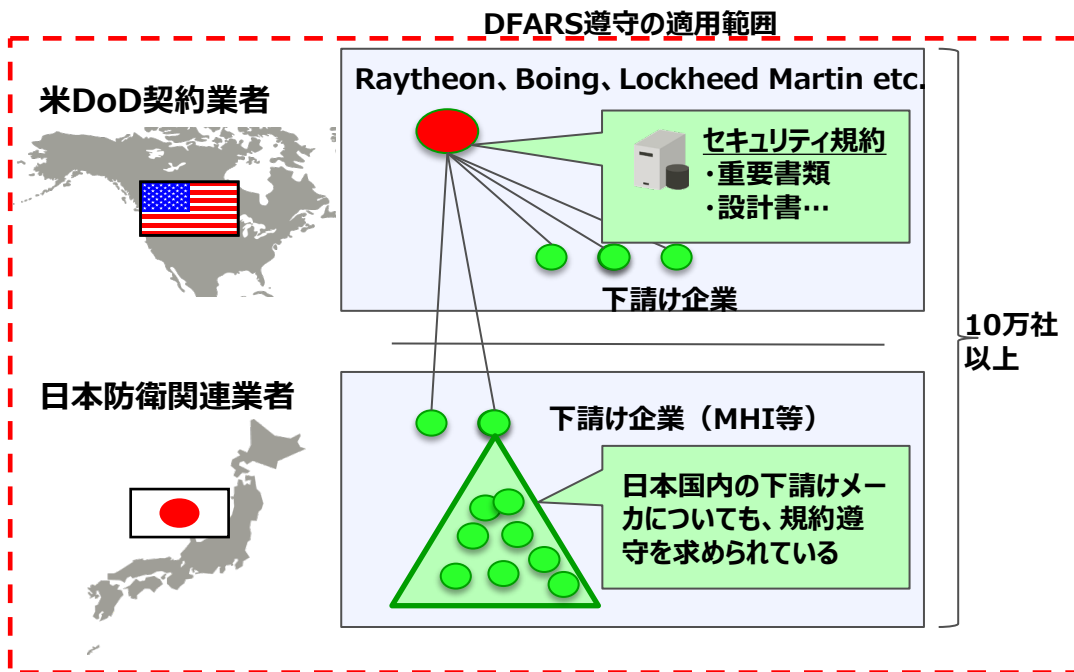 DFARS遵守の適用範囲
米DoD契約業者
Raytheon、Boing、Lockheed Martin etc.
セキュリティ規約
・重要書類
・設計書…
下請け企業
10万社
以上
日本防衛関連業者
下請け企業（MHI等）
日本国内の下請けメー
カについても、規約遵
守を求められている